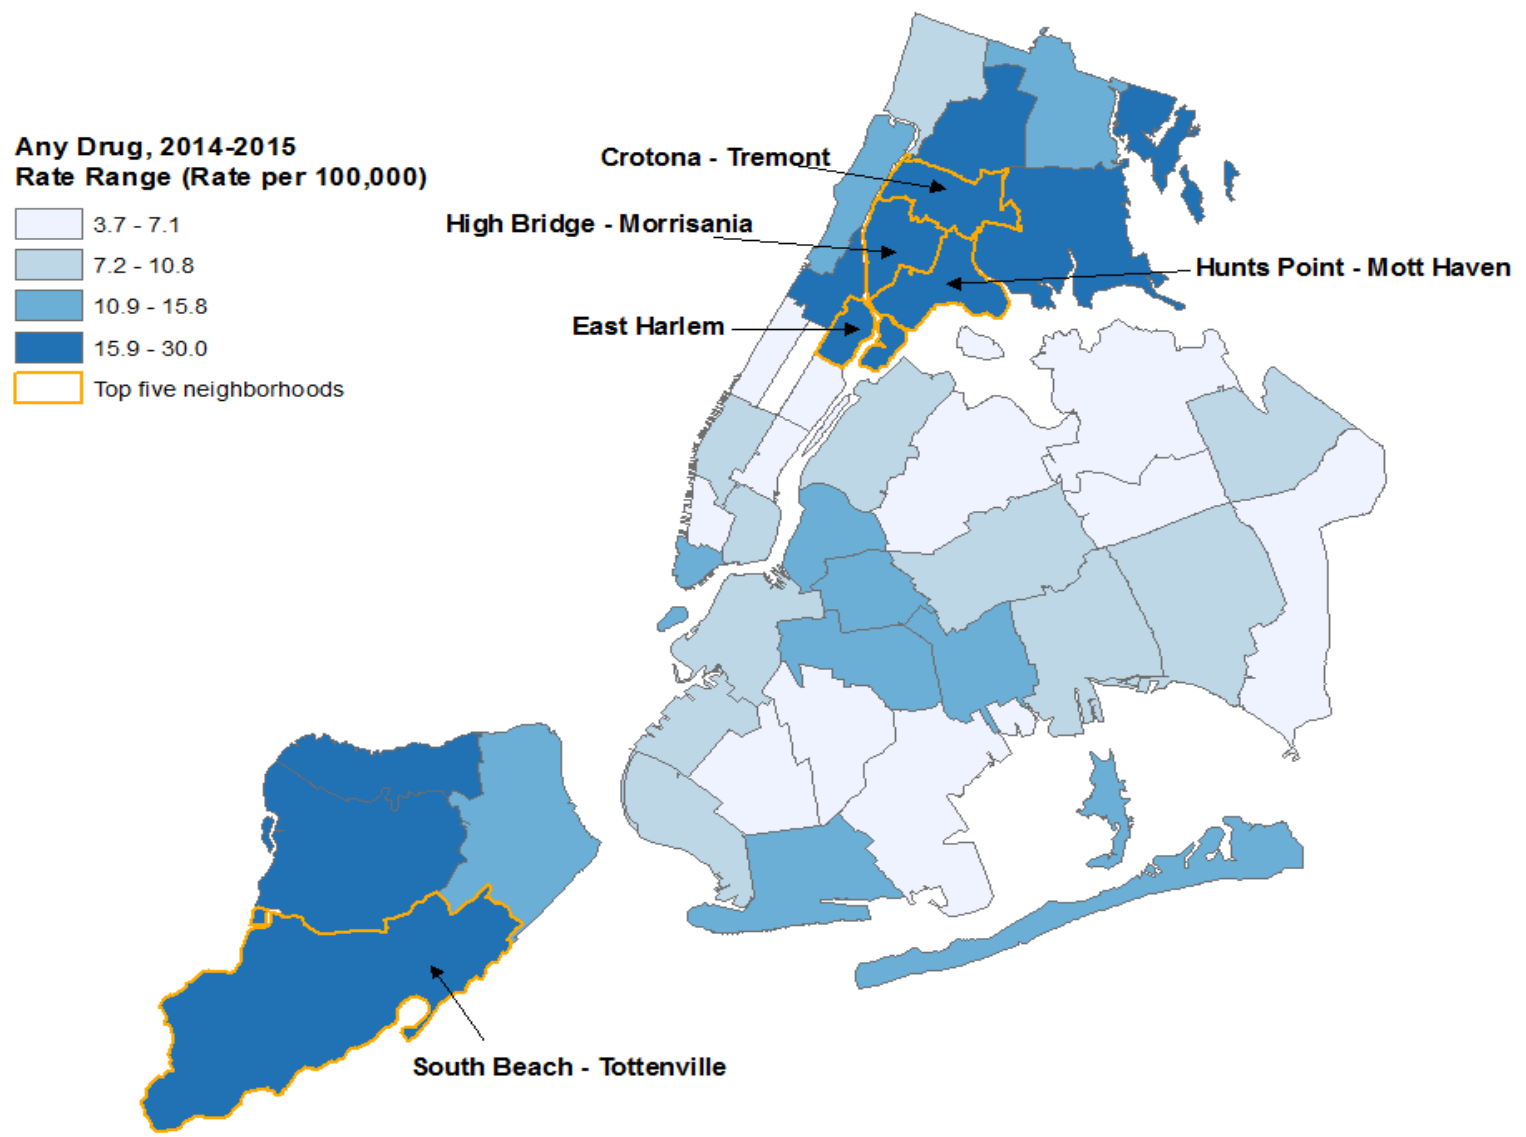 Any Drug, 2014-2015
Rate Range (Rate per 100,000)
3.7 - 7.1
7.2 - 10.8
10.9 - 15.8
15.9 - 30.0
Top five neighborhoods
Crotona - Tremont
High Bridge - Morrisania
Hunts Point - Mott Haven
East Harlem
South Beach - Tottenville